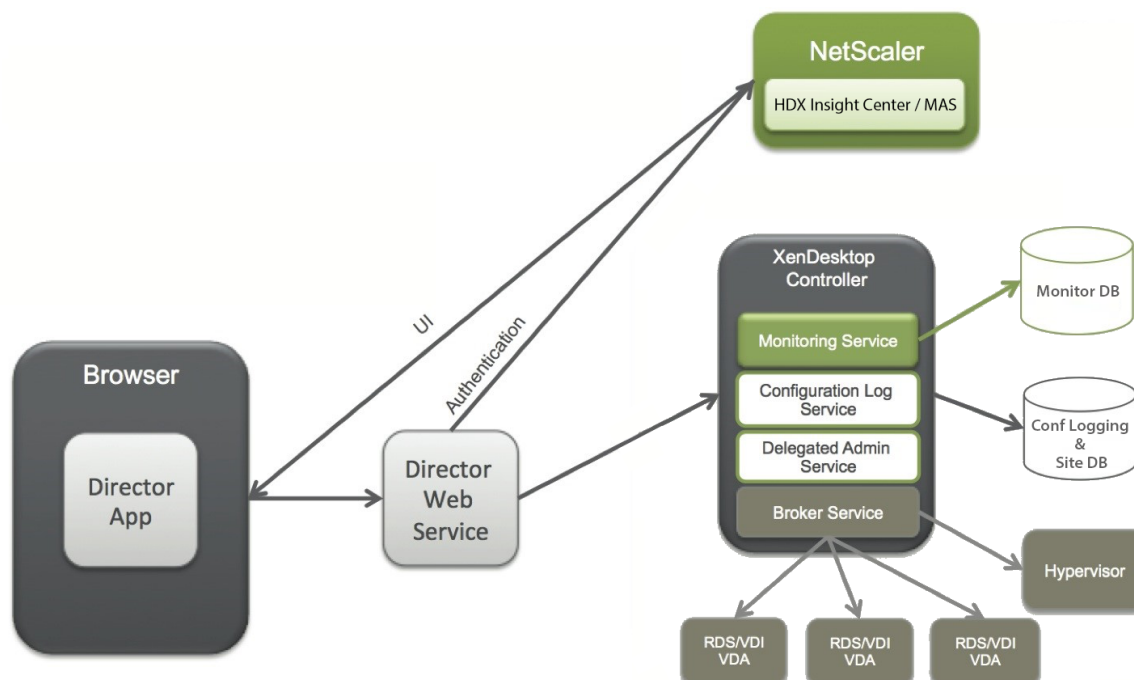 NetScaler
HDX Insight Center / MAS
XenDesktop
Controller
Monitoring Service
Configuration Log
Service
Delegated Admin
Service
Broker Service
Monitor DB
Conf Logging
&
Site DB
Hypervisor
RDS/VDI
VDA
RDS/VDI
VDA
RDS/VDI
VDA
UI
Authentication
Browser
Director
App
Director
Web
Service